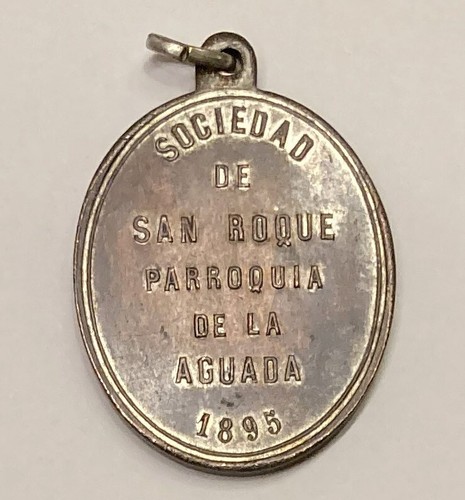 SOCIEDAD
DE
SAN ROQUE
PARROQUIA
DE LA
AGUADA
1895